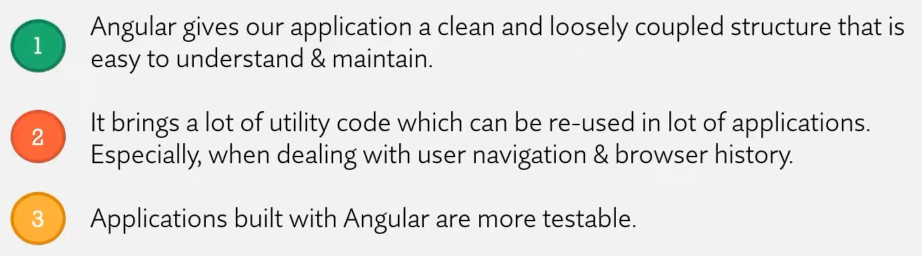 1
Angular gives our application a clean and loosely coupled structure that is
easy to understand & maintain.
2
It brings a lot of utility code which can be re-used in lot of applications.
Especially, when dealing with user navigation & browser history.
3
Applications built with Angular are more testable.